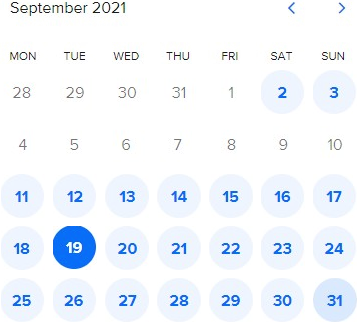 September 2021
MON TUE WED THU FRI SAT SUN
28 29 30 31 1 2 3
4 5 6 7 8 9 10
11 12 13 14 15 16 17
18 19 20 21 22 23 24
25 26 27 28 29 30 31